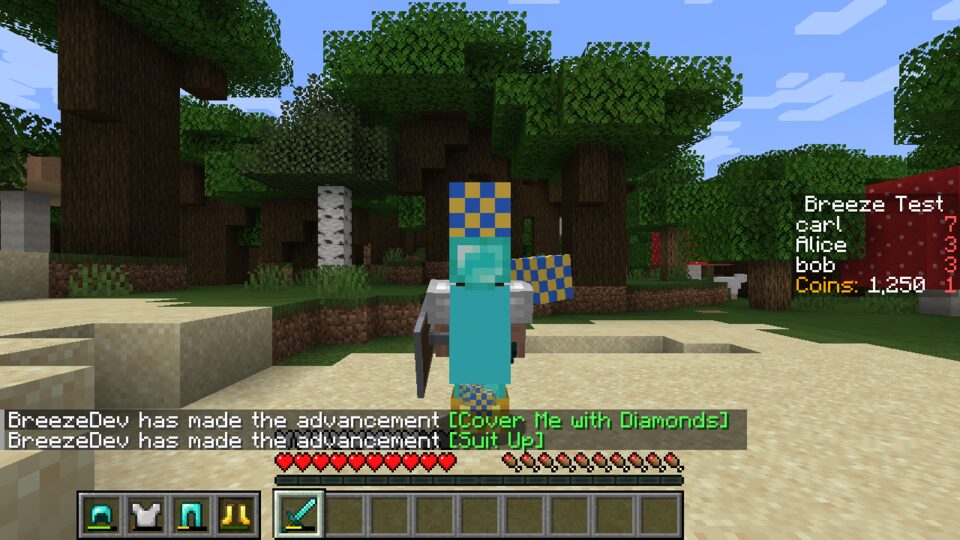 Breeze Test
carl 7
Alice 3
bob 3
Coins: 1,250 1
BreezeDev has made the advancement [Cover Me with Diamonds]
BreezeDev has made the advancement [Suit Up]